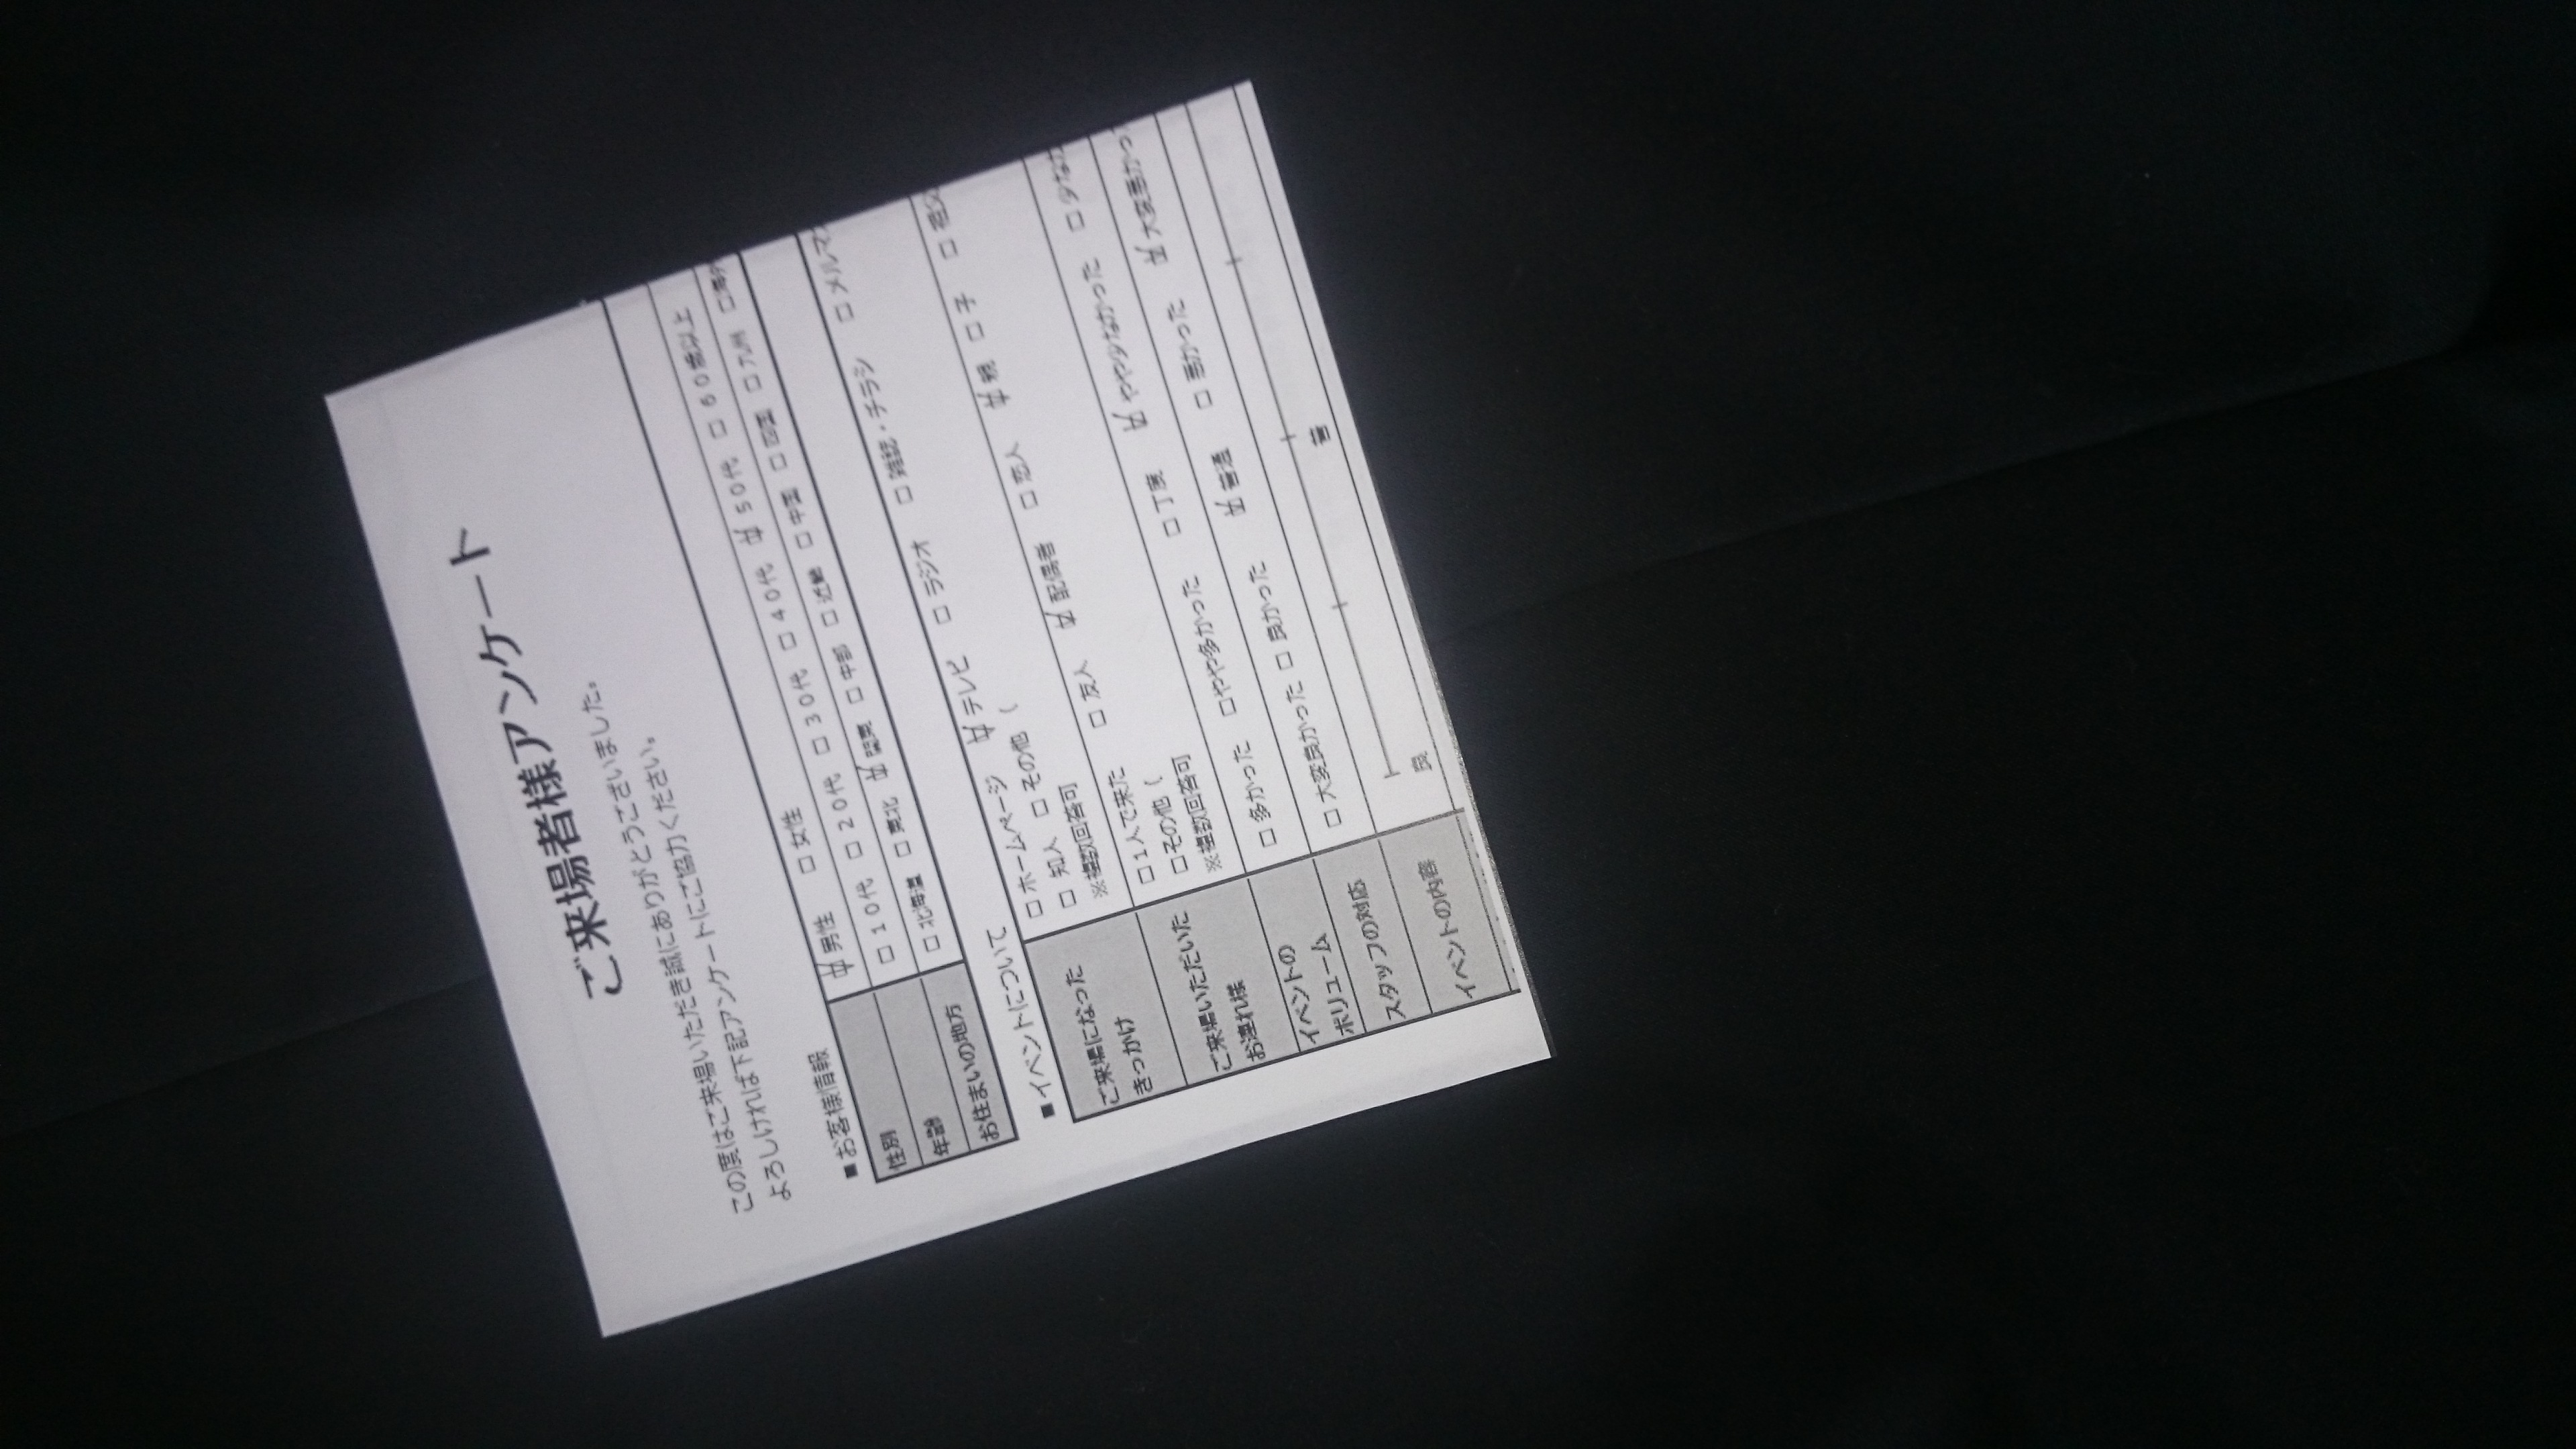 ご来場者様アンケート
この度はご来場いただき誠にありがとうございました。
よろしければ下記アンケートにご協力ください。
■お客様情報
性別 ☑ 男性 □ 女性
年齢 □ 10代 □ 20代 □ 30代 □ 40代 ☑ 50代 □ 60歳以上
お住まいの地方 □ 北海道 □ 東北 ☑ 関東 □ 中部 □ 近畿 □ 中国 □ 四国 □ 九州 □海外
■イベントについて
ご来場になった
きっかけ
□ ホームページ ☑ テレビ □ ラジオ □ 雑誌・チラシ □ メルマ
□ 知人 □ その他 (
※複数回答可
ご来場いただいた
お連れ様
□1人で来た □ 友人 ☑ 配偶者 □ 恋人 ☑ 親 □ 子 □ 祖父
□その他 (
※複数回答可
イベントの
ボリューム
□ 多かった □やや多かった □ 丁度 ☑ やや少なかった □ 少なか
スタッフの対応 □ 大変良かった □ 良かった ☑ 普通 □ 悪かった ☑ 大変悪かっ
イベントの内容
良 普